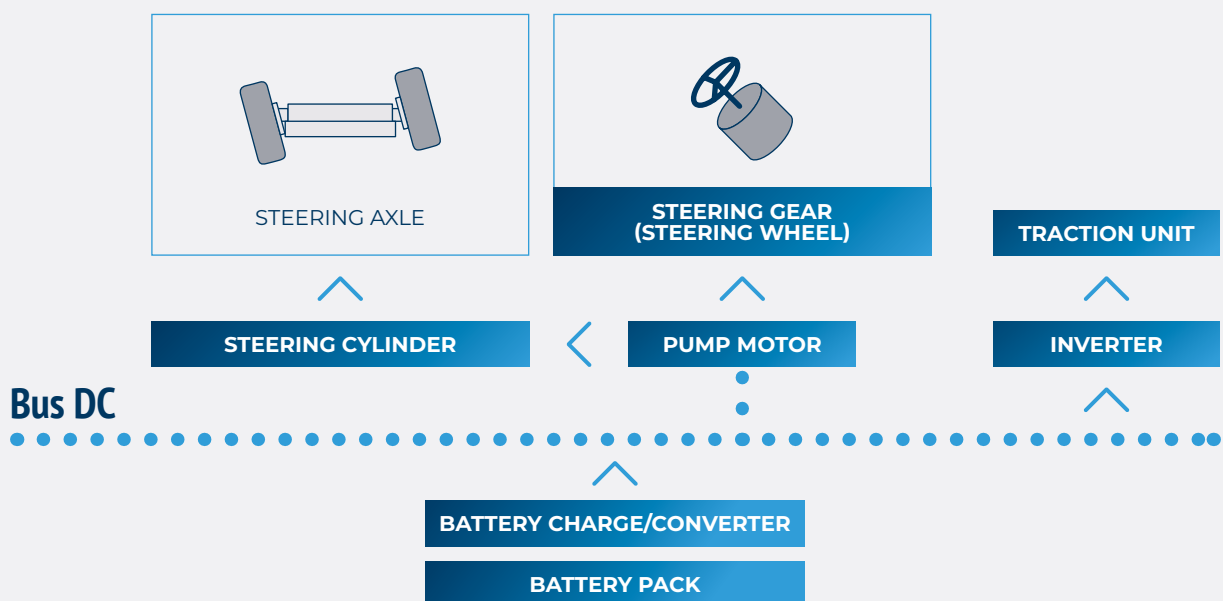 STEERING AXLE
STEERING GEAR
(STEERING WHEEL)
TRACTION UNIT
STEERING CYLINDER
PUMP MOTOR
INVERTER
Bus DC
BATTERY CHARGE/CONVERTER
BATTERY PACK